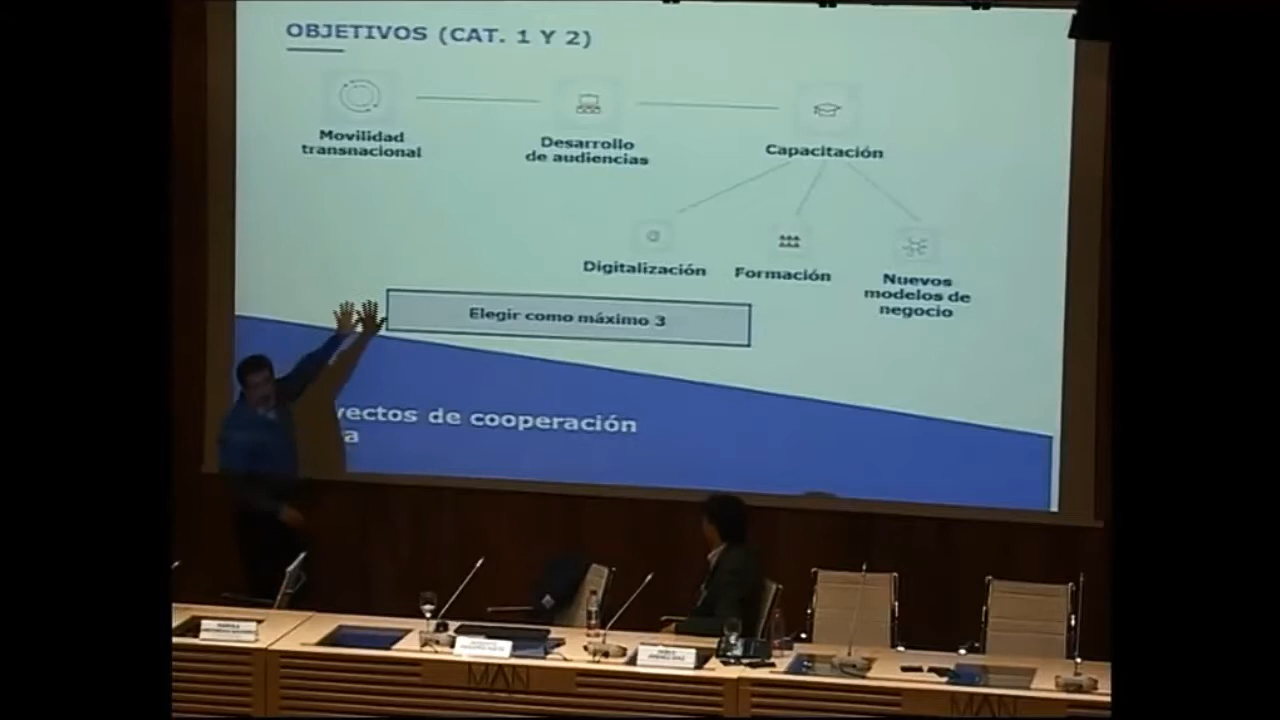 OBJETIVOS (CAT. 1 Y 2)
Movilidad
transnacional
Desarrollo
de audiencias
Capacitación
Digitalización
Formación
Nuevos
modelos de
negocio
Elegir como máximo 3
yectos de cooperación
a
MAN
MAN